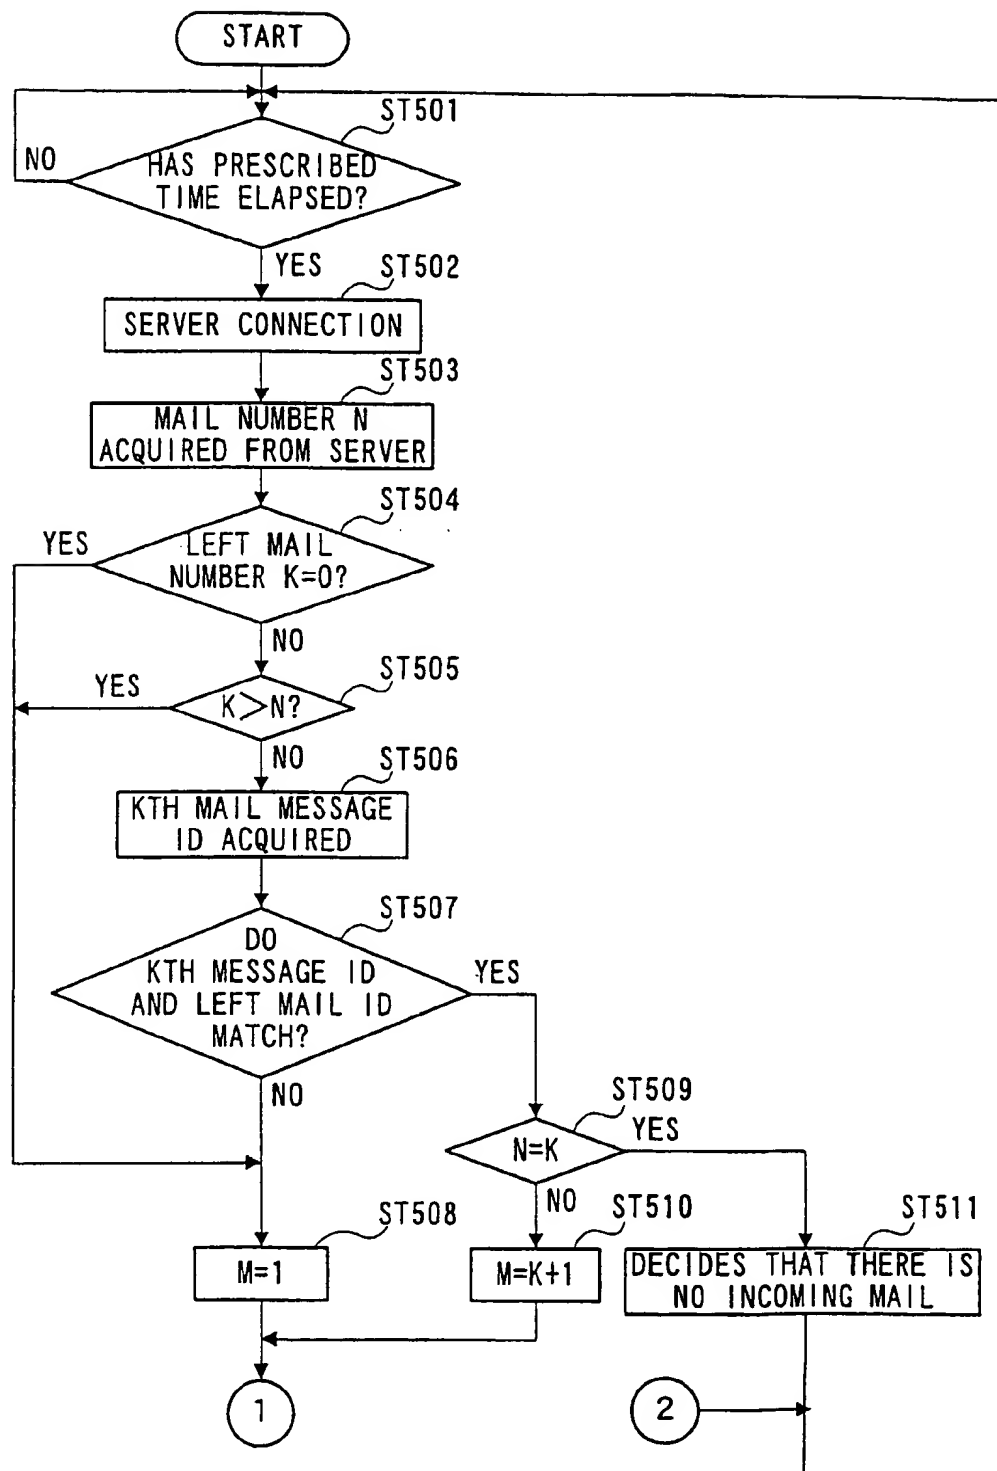 START
ST501
NO
HAS PRESCRIBED
TIME ELAPSED?
YES
ST502
SERVER CONNECTION
ST503
MAIL NUMBER N
ACQUIRED FROM SERVER
ST504
YES
LEFT MAIL
NUMBER K=0?
NO
ST505
YES
K>N?
NO
ST506
KTH MAIL MESSAGE
ID ACQUIRED
ST507
DO
KTH MESSAGE ID
AND LEFT MAIL ID
MATCH?
YES
NO
ST509
N=K
YES
NO
ST508
M=1
ST510
M=K+1
ST511
DECIDES THAT THERE IS
NO INCOMING MAIL
1
2